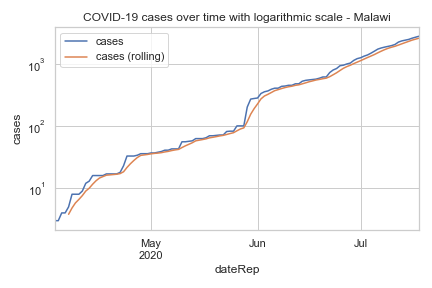 COVID-19 cases over time with logarithmic scale - Malawi
cases
cases (rolling)
10³
10²
10¹
cases
May
2020
Jun
Jul
dateRep